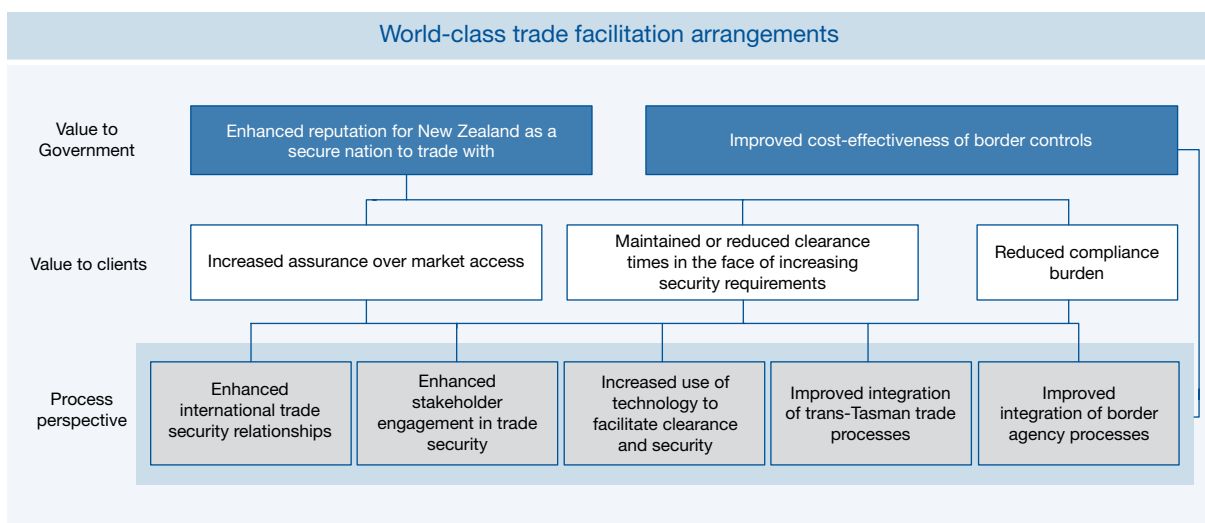 World-class trade facilitation arrangements
Value to
Government
Enhanced reputation for New Zealand as a
secure nation to trade with
Improved cost-effectiveness of border controls
Value to clients
Increased assurance over market access
Maintained or reduced clearance
times in the face of increasing
security requirements
Reduced compliance
burden
Process
perspective
Enhanced
international trade
security relationships
Enhanced
stakeholder
engagement in trade
security
Increased use of
technology to
facilitate clearance
and security
Improved integration
of trans-Tasman trade
processes
Improved
integration of border
agency processes